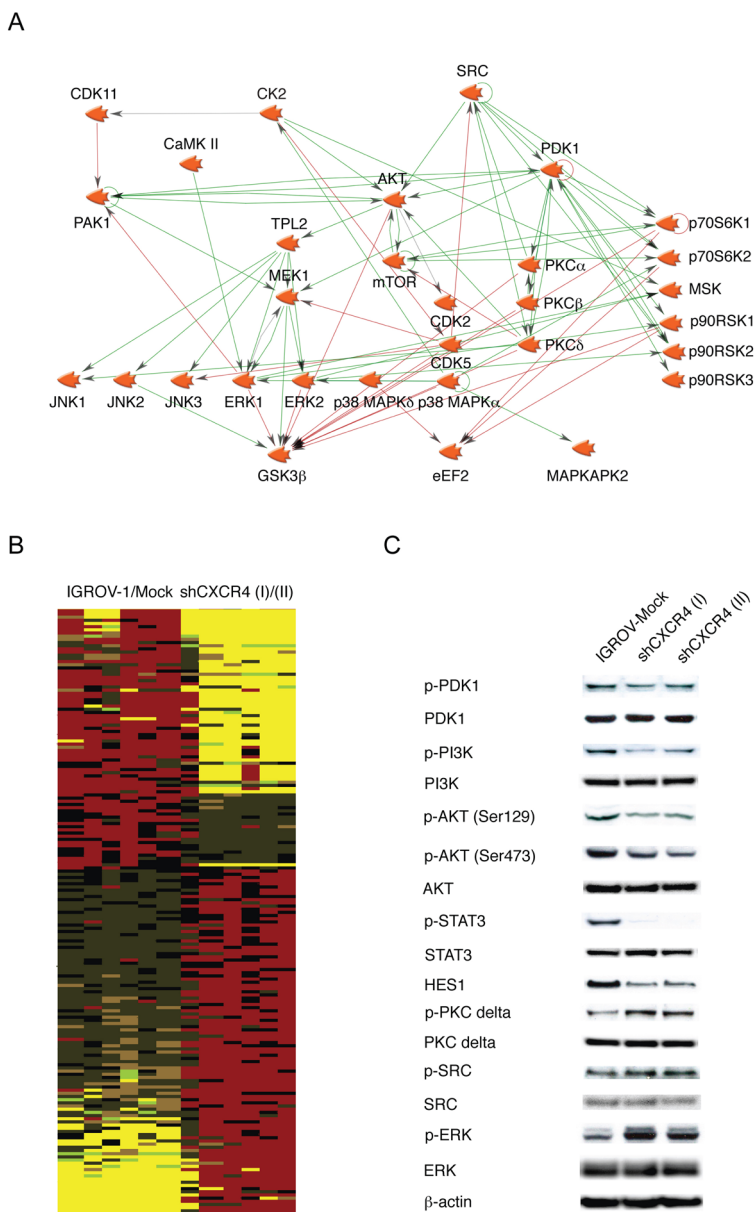 A
SRC
CDK11
CK2
CaMK II
PDK1
AKT
PAK1
p70S6K1
TPL2
p70S6K2
MEK1
mTOR
PKCα
MSK
PKCβ
CDK2
p90RSK1
PKCδ
p90RSK2
CDK5
p90RSK3
JNK1
JNK2
JNK3
ERK1
ERK2
p38 MAPKδ
p38 MAPKα
GSK3β
eEF2
MAPKAPK2
B
IGROV-1/Mock shCXCR4 (I)/(II)
C
IGROV-Mock
shCXCR4 (I)
shCXCR4 (II)
p-PDK1
PDK1
p-PI3K
PI3K
p-AKT (Ser129)
p-AKT (Ser473)
AKT
p-STAT3
STAT3
HES1
p-PKC delta
PKC delta
p-SRC
SRC
p-ERK
ERK
β-actin